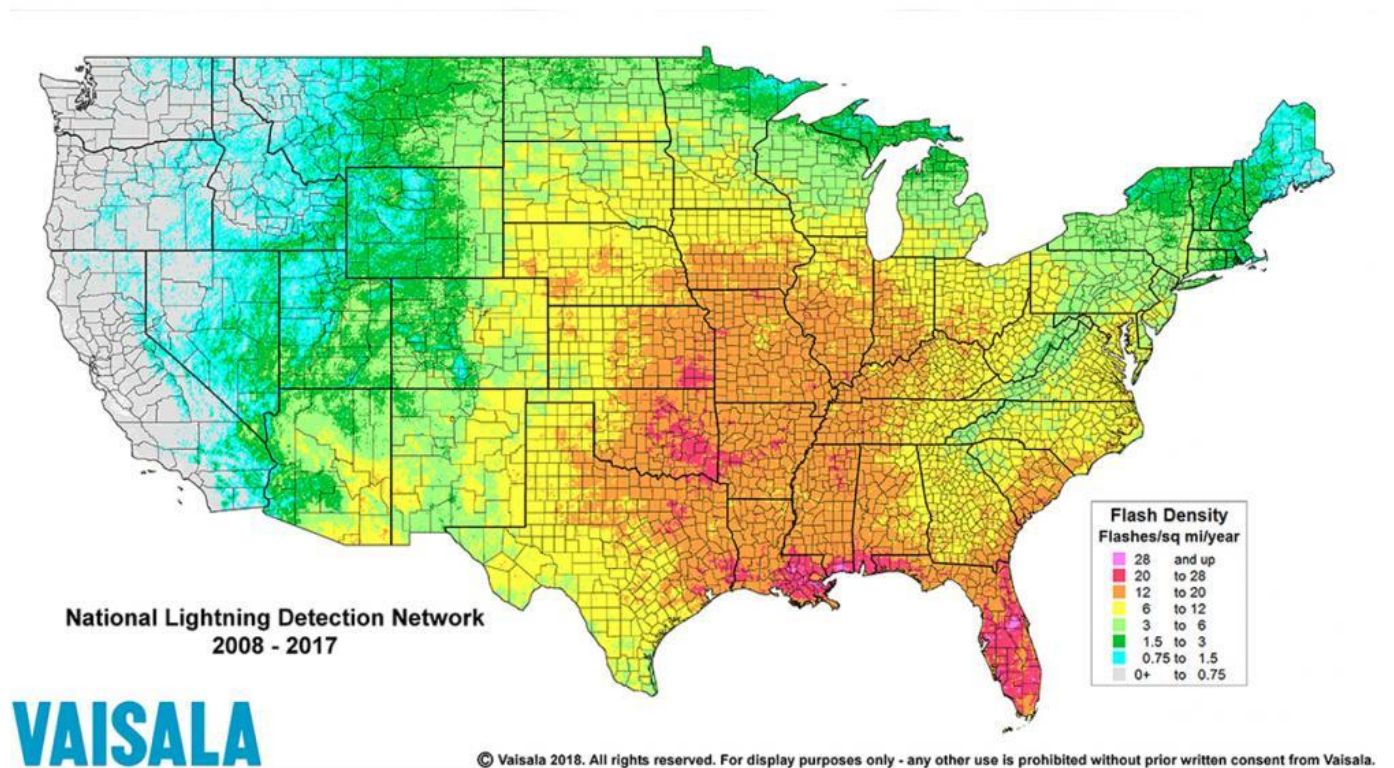 National Lightning Detection Network
2008 - 2017
Flash Density
Flashes/sq mi/year
28 and up
20 to 28
12 to 20
6 to 12
3 to 6
1.5 to 3
0.75 to 1.5
0+ to 0.75
VAISALA
© Vaisala 2018. All rights reserved. For display purposes only - any other use is prohibited without prior written consent from Vaisala.